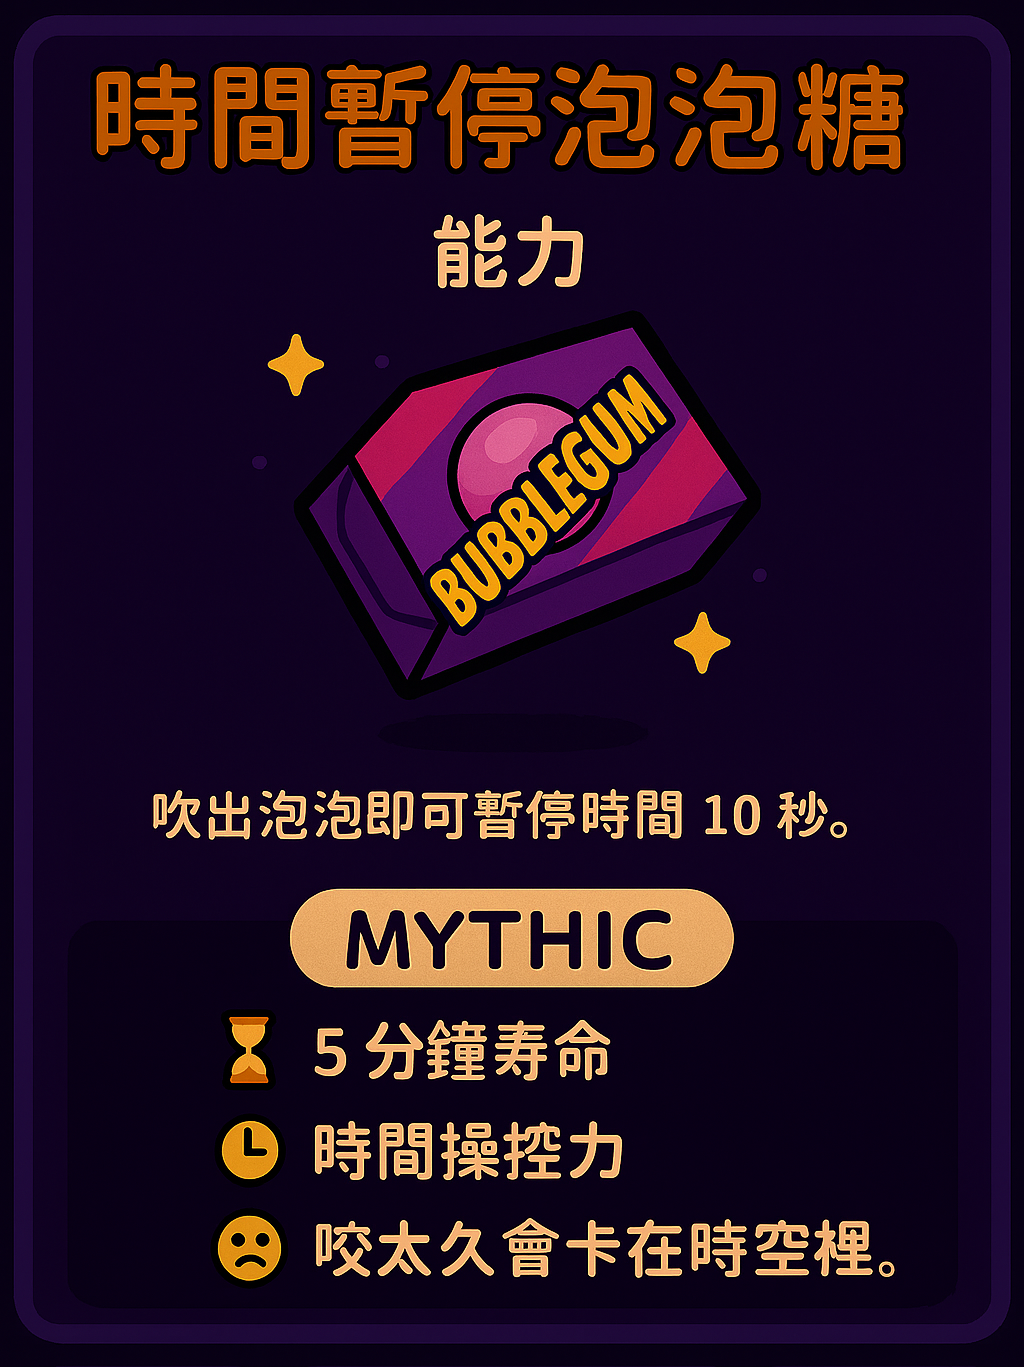 時間暫停泡泡糖
能力
BUBBLEGUM
吹出泡泡即可暫停時間 10 秒。
MYTHIC
5 分鐘寿命
時間操控力
咬太久會卡在時空裡。